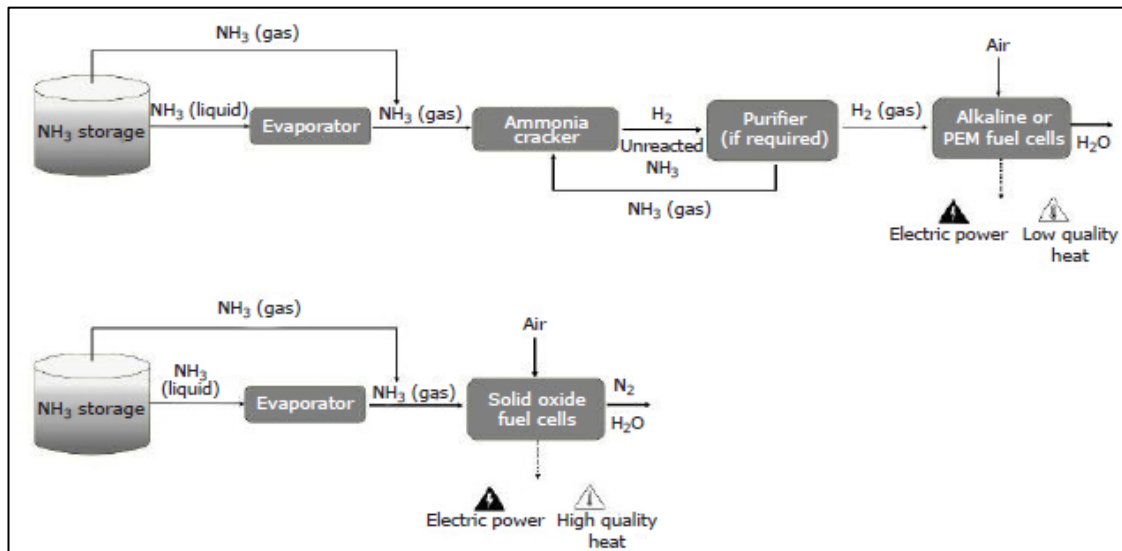 NH₃ (gas)
Air
NH₃ (liquid)
NH₃ (gas)
H₂
H₂ (gas)
NH₃ storage
Evaporator
Ammonia
cracker
Unreacted
NH₃
Purifier
(if required)
Alkaline or
PEM fuel cells
H₂O
NH₃ (gas)
Electric power
Low quality
heat
NH₃ (gas)
Air
NH₃
(liquid)
NH₃ storage
Evaporator
NH₃ (gas)
Solid oxide
fuel cells
N₂
H₂O
Electric power
High quality
heat